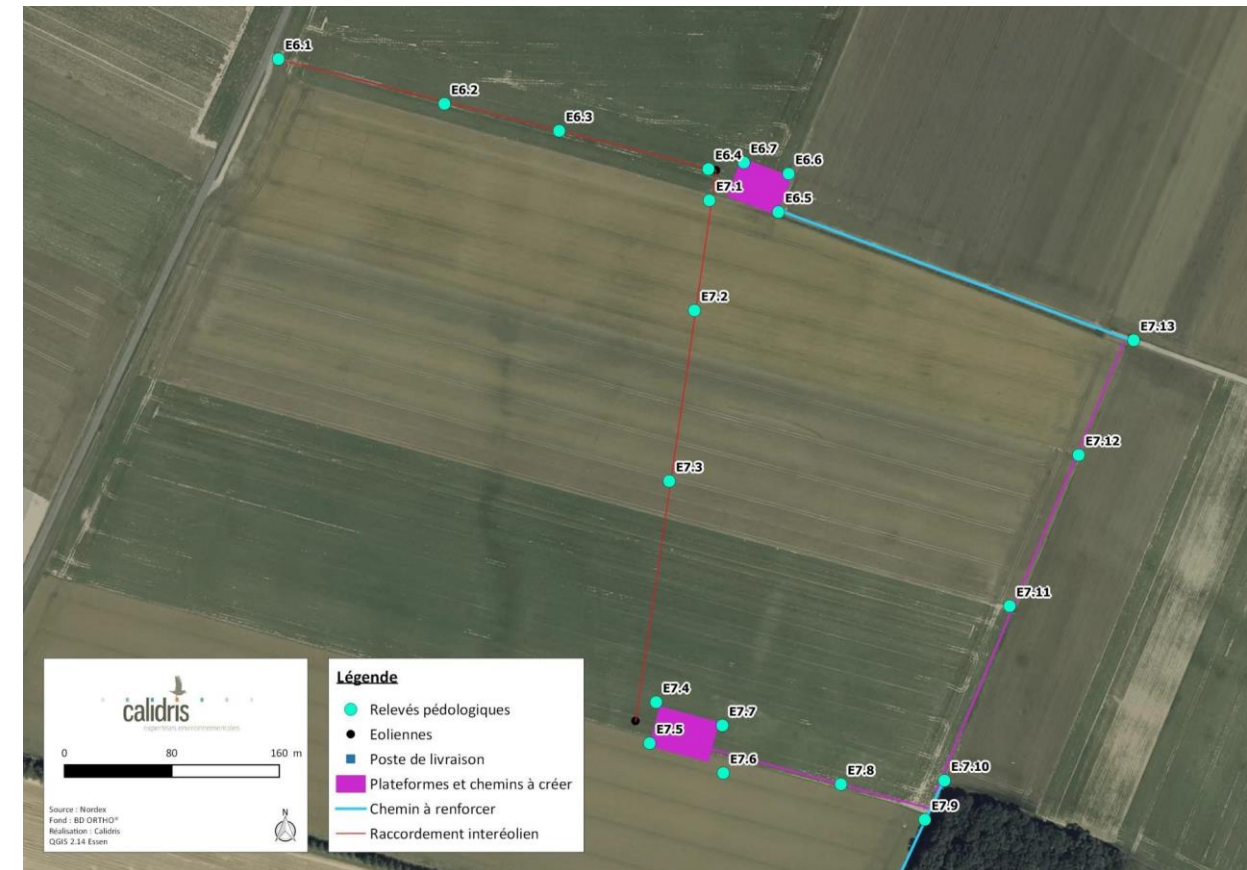 E6.1
E6.2
E6.3
E6.4
E6.7
E6.6
E7.1
E6.5
E7.2
E7.13
E7.12
E7.3
E7.11
E7.4
E7.7
E7.5
E7.6
E7.8
E.7.10
E7.9
calidris
expertises environnementales
0 80 160 m
Source : Nordex
Fond : BD ORTHO®
Réalisation : Calidris
QGIS 2.14 Essen
N
Légende
Relevés pédologiques
Eoliennes
Poste de livraison
Plateformes et chemins à créer
Chemin à renforcer
Raccordement interéolien